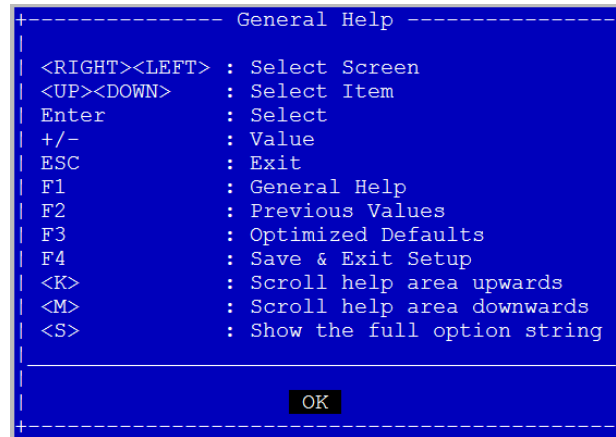 General Help
<RIGHT><LEFT> : Select Screen
<UP><DOWN> : Select Item
Enter : Select
+/- : Value
ESC : Exit
F1 : General Help
F2 : Previous Values
F3 : Optimized Defaults
F4 : Save & Exit Setup
<K> : Scroll help area upwards
<M> : Scroll help area downwards
<S> : Show the full option string
OK